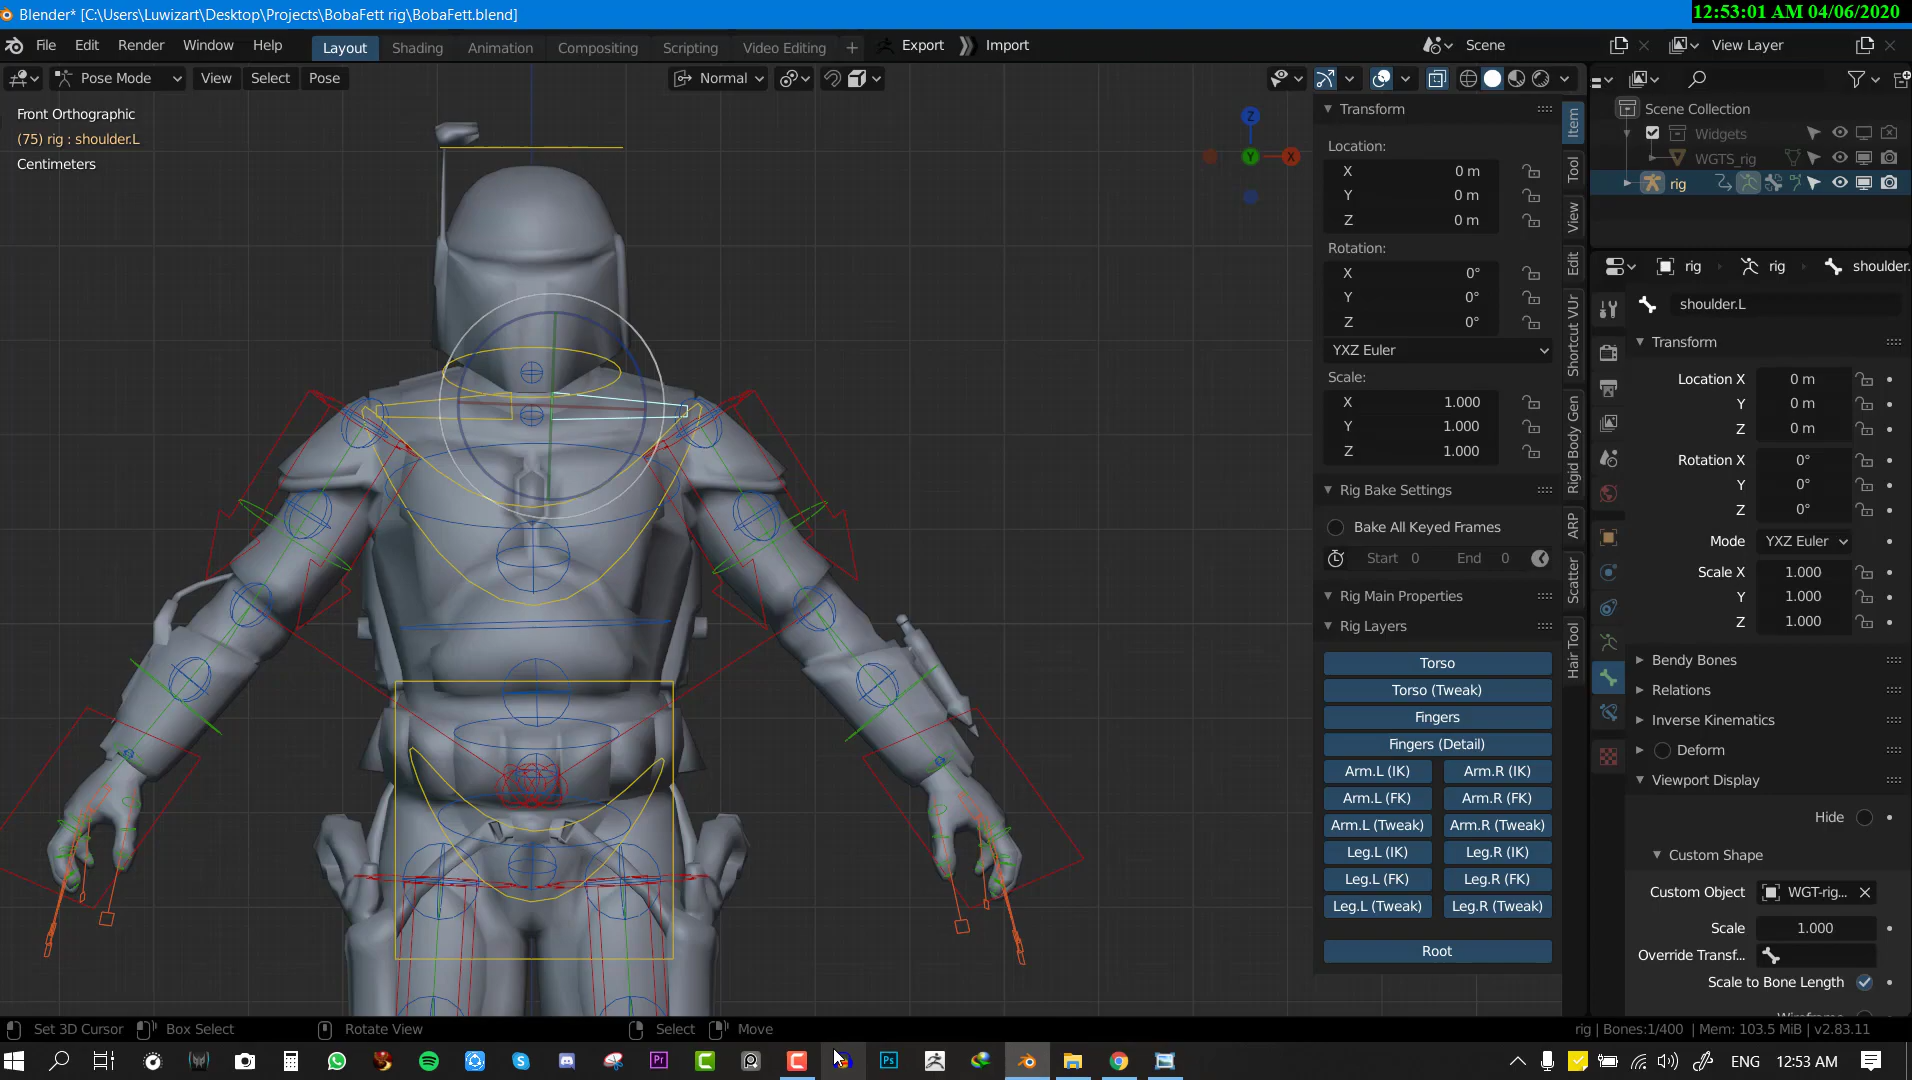 Blender* [C:\Users\Luwizart\Desktop\Projects\BobaFett rig\BobaFett.blend]
12:53:01 AM 04/06/2020
File Edit Render Window Help Layout Shading Animation Compositing Scripting Video Editing + Export Import Scene View Layer
Pose Mode View Select Pose Normal
Front Orthographic
(75) rig : shoulder.L
Centimeters
Z
Y
X
Transform
Location:
X 0 m
Y 0 m
Z 0 m
Rotation:
X 0°
Y 0°
Z 0°
YXZ Euler
Scale:
X 1.000
Y 1.000
Z 1.000
Rig Bake Settings
Bake All Keyed Frames
Start 0 End 0
Rig Main Properties
Rig Layers
Torso
Torso (Tweak)
Fingers
Fingers (Detail)
Arm.L (IK) Arm.R (IK)
Arm.L (FK) Arm.R (FK)
Arm.L (Tweak) Arm.R (Tweak)
Leg.L (IK) Leg.R (IK)
Leg.L (FK) Leg.R (FK)
Leg.L (Tweak) Leg.R (Tweak)
Root
Item
Tool
View
Edit
Shortcut VUr
Rigid Body Gen
ARP
Scatter
Hair Tool
Scene Collection
Widgets
WGTS_rig
rig
rig rig shoulder.
shoulder.L
Transform
Location X 0 m
Y 0 m
Z 0 m
Rotation X 0°
Y 0°
Z 0°
Mode YXZ Euler
Scale X 1.000
Y 1.000
Z 1.000
Bendy Bones
Relations
Inverse Kinematics
Deform
Viewport Display
Hide
Custom Shape
Custom Object WGT-rig...
Scale 1.000
Override Transf...
Scale to Bone Length
Wireframe
Set 3D Cursor Box Select Rotate View Select Move
rig | Bones:1/400 | Mem: 103.5 MiB | v2.83.11
Pr Ps ENG 12:53 AM